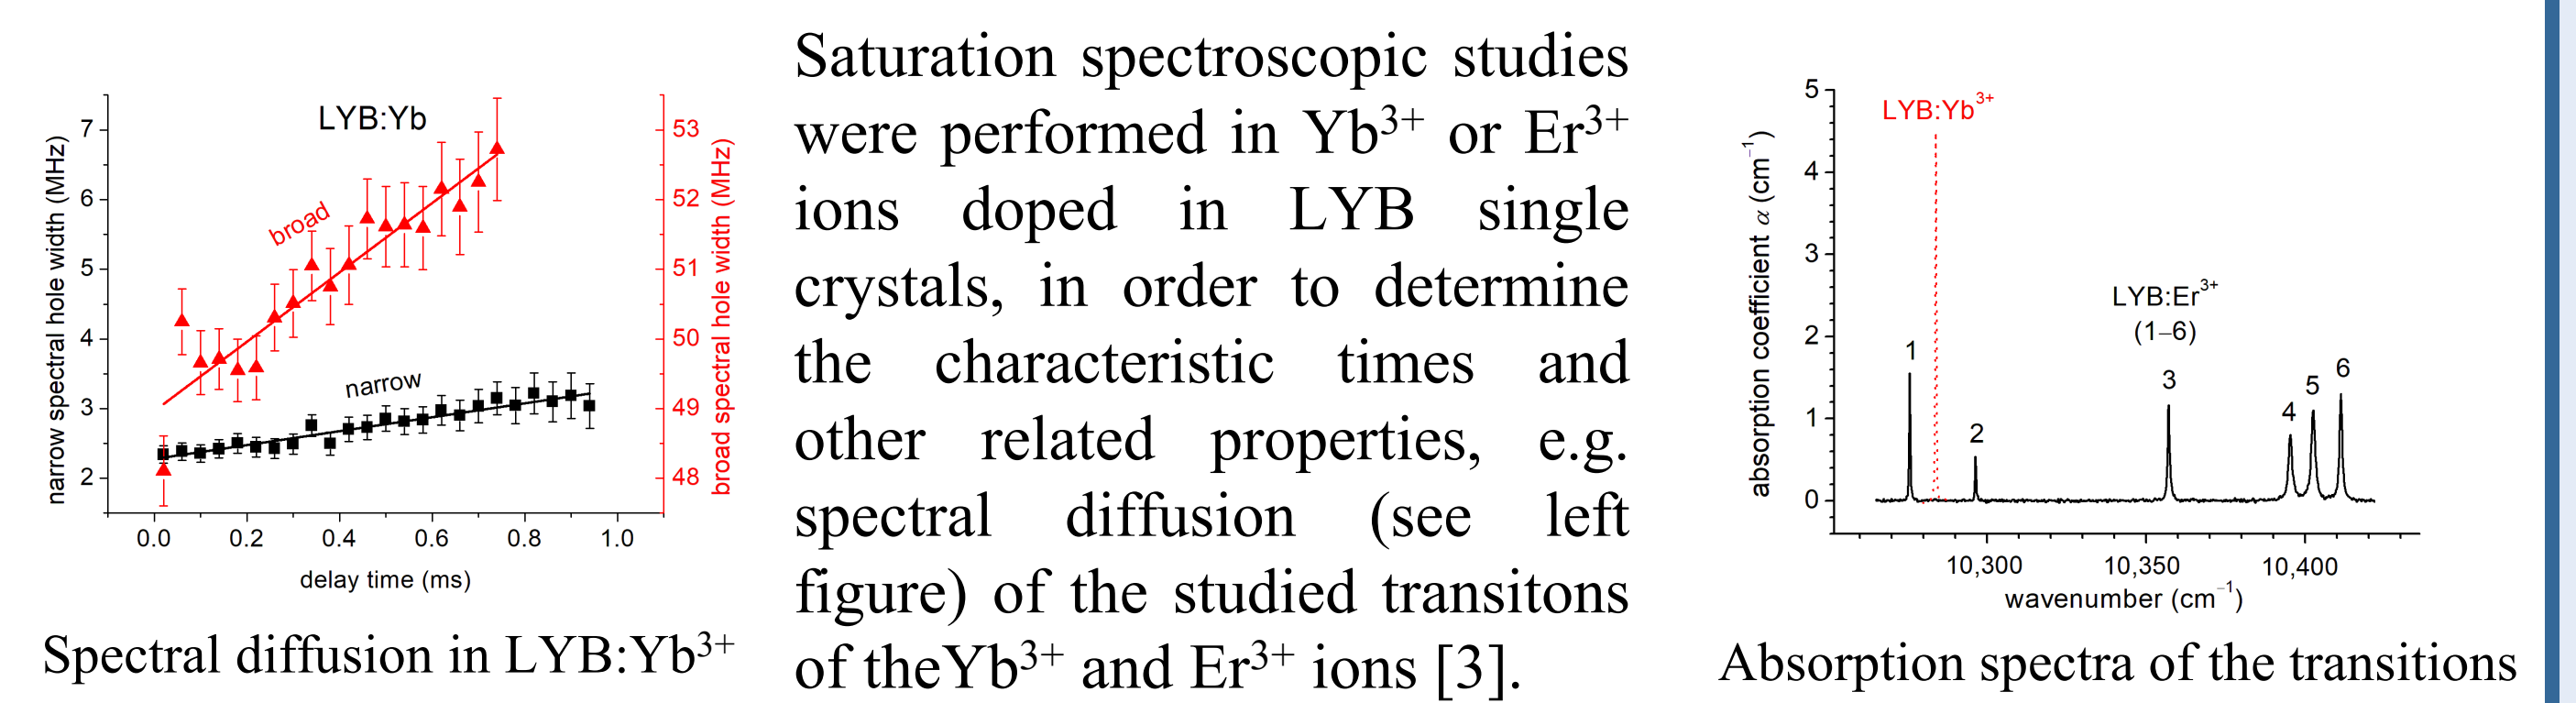 LYB:Yb
broad
narrow
narrow spectral hole width (MHz)
7
6
5
4
3
2
53
52
51
50
49
48
broad spectral hole width (MHz)
0.0 0.2 0.4 0.6 0.8 1.0
delay time (ms)
Spectral diffusion in LYB:Yb³⁺
Saturation spectroscopic studies
were performed in Yb³⁺ or Er³⁺
ions doped in LYB single
crystals, in order to determine
the characteristic times and
other related properties, e.g.
spectral diffusion (see left
figure) of the studied transitons
of theYb³⁺ and Er³⁺ ions [3].
absorption coefficient α (cm⁻¹)
5
4
3
2
1
0
LYB:Yb³⁺
LYB:Er³⁺
(1–6)
1
2
3
4
5
6
10,300 10,350 10,400
wavenumber (cm⁻¹)
Absorption spectra of the transitions